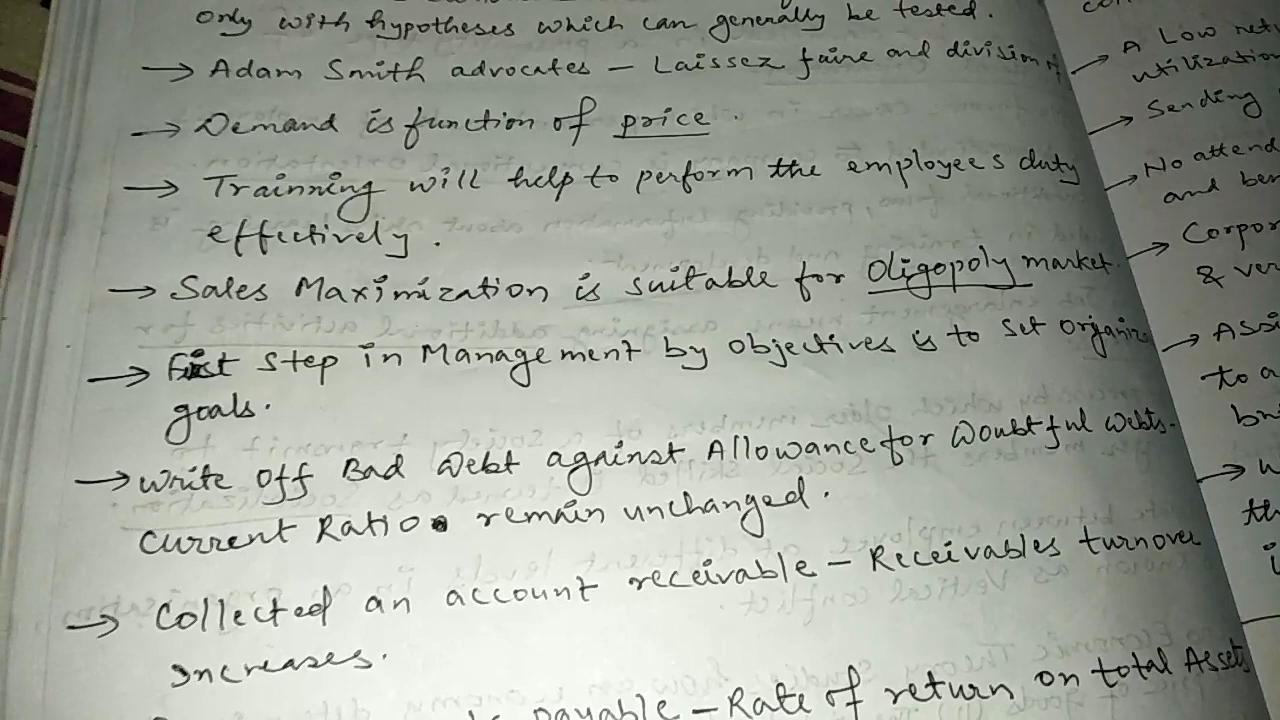 only with hypotheses which can generally be tested.
→ Adam Smith advocates – Laissez faire and division of
→ Demand is function of price.
→ Trainning will help to perform the employees duty
effectively.
→ Sales Maximization is suitable for Oligopoly market.
→ First step in Management by objectives is to set organiz
goals.
→ Write off Bad Debt against Allowance for Doubtful Debts.
Current Ratio remain unchanged.
→ Collected an account receivable – Receivables turnover
increases.
payable – Rate of return on total Assets
→ A Low
utilization
→ Sending
→ No attend
and ben
→ Corpor
& ver
→ Assi
to a
→
th
i